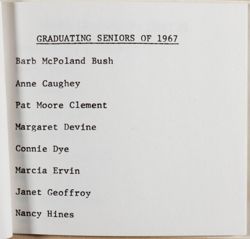 GRADUATING SENIORS OF 1967
Barb McPoland Bush
Anne Caughey
Pat Moore Clement
Margaret Devine
Connie Dye
Marcia Ervin
Janet Geoffroy
Nancy Hines